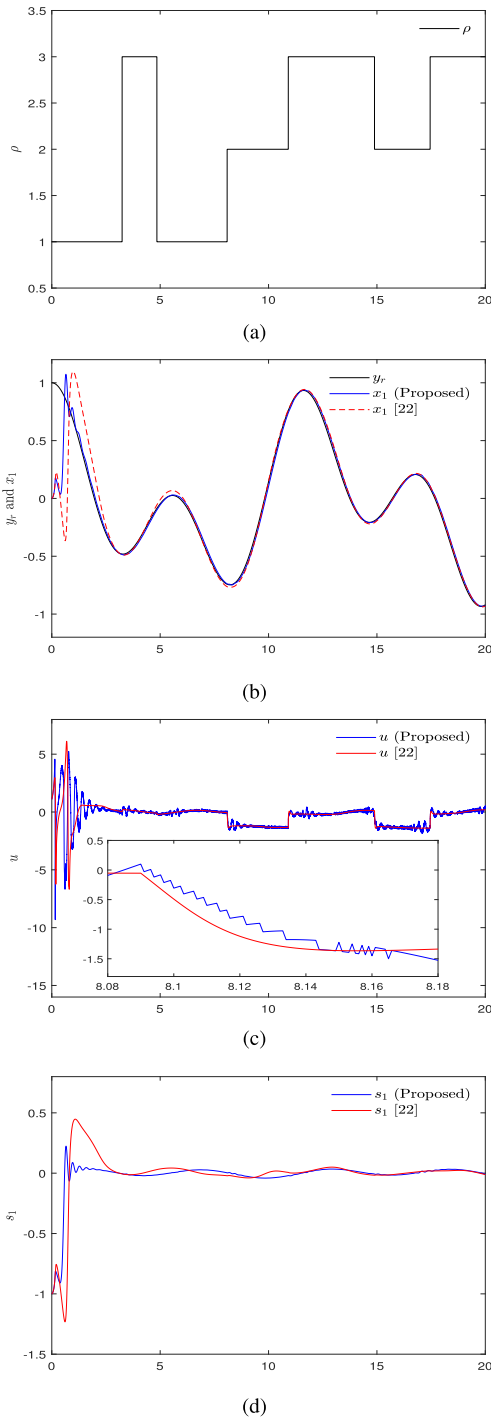 3.5
3
2.5
2
1.5
1
0.5
ρ
ρ
0 5 10 15 20
(a)
1
0.5
0
-0.5
-1
y_r and x_1
y_r
x_1 (Proposed)
x_1 [22]
0 5 10 15 20
(b)
5
0
-5
-10
-15
u
u (Proposed)
u [22]
0.5
0
-0.5
-1
-1.5
8.08 8.1 8.12 8.14 8.16 8.18
0 5 10 15 20
(c)
0.5
0
-0.5
-1
-1.5
s_1
s_1 (Proposed)
s_1 [22]
0 5 10 15 20
(d)